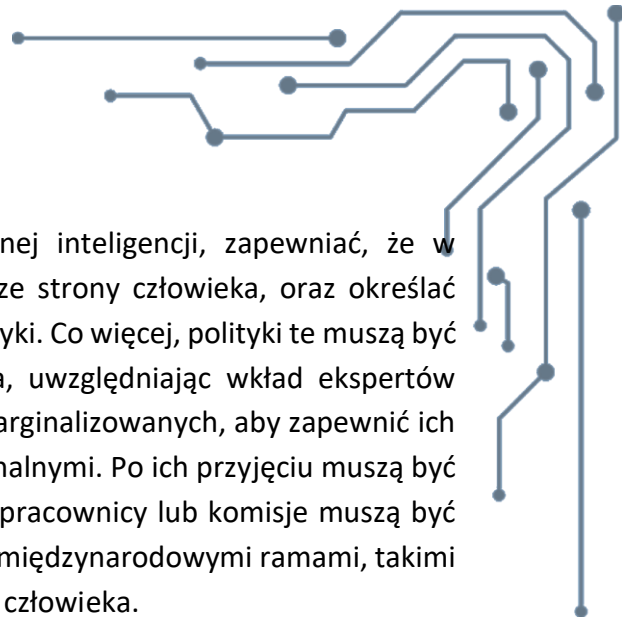 nej inteligencji, zapewniać, że w
ze strony człowieka, oraz określać
yki. Co więcej, polityki te muszą być
a, uwzględniając wkład ekspertów
arginalizowanych, aby zapewnić ich
nalnymi. Po ich przyjęciu muszą być
pracownicy lub komisje muszą być
międzynarodowymi ramami, takimi
człowieka.